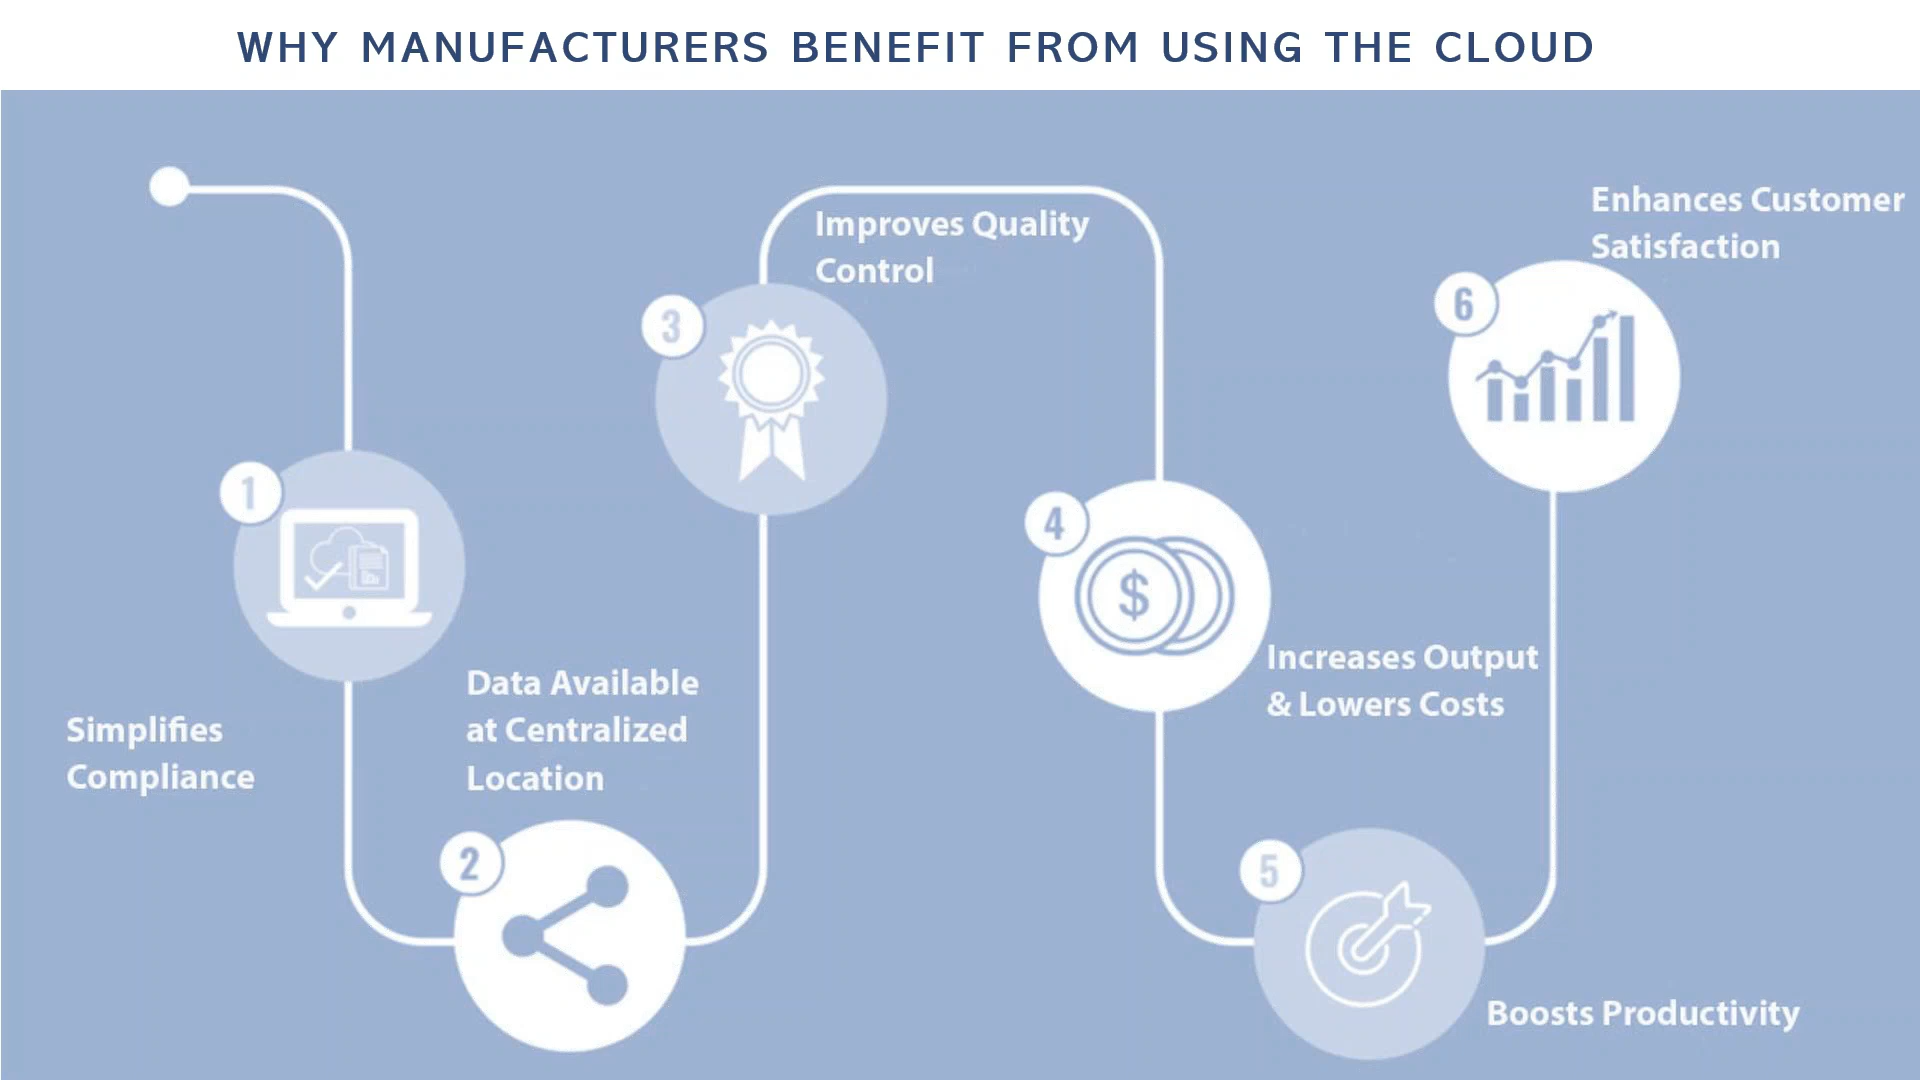 WHY MANUFACTURERS BENEFIT FROM USING THE CLOUD
1
Simplifies
Compliance
2
Data Available
at Centralized
Location
3
Improves Quality
Control
4
$
Increases Output
& Lowers Costs
5
Boosts Productivity
6
Enhances Customer
Satisfaction